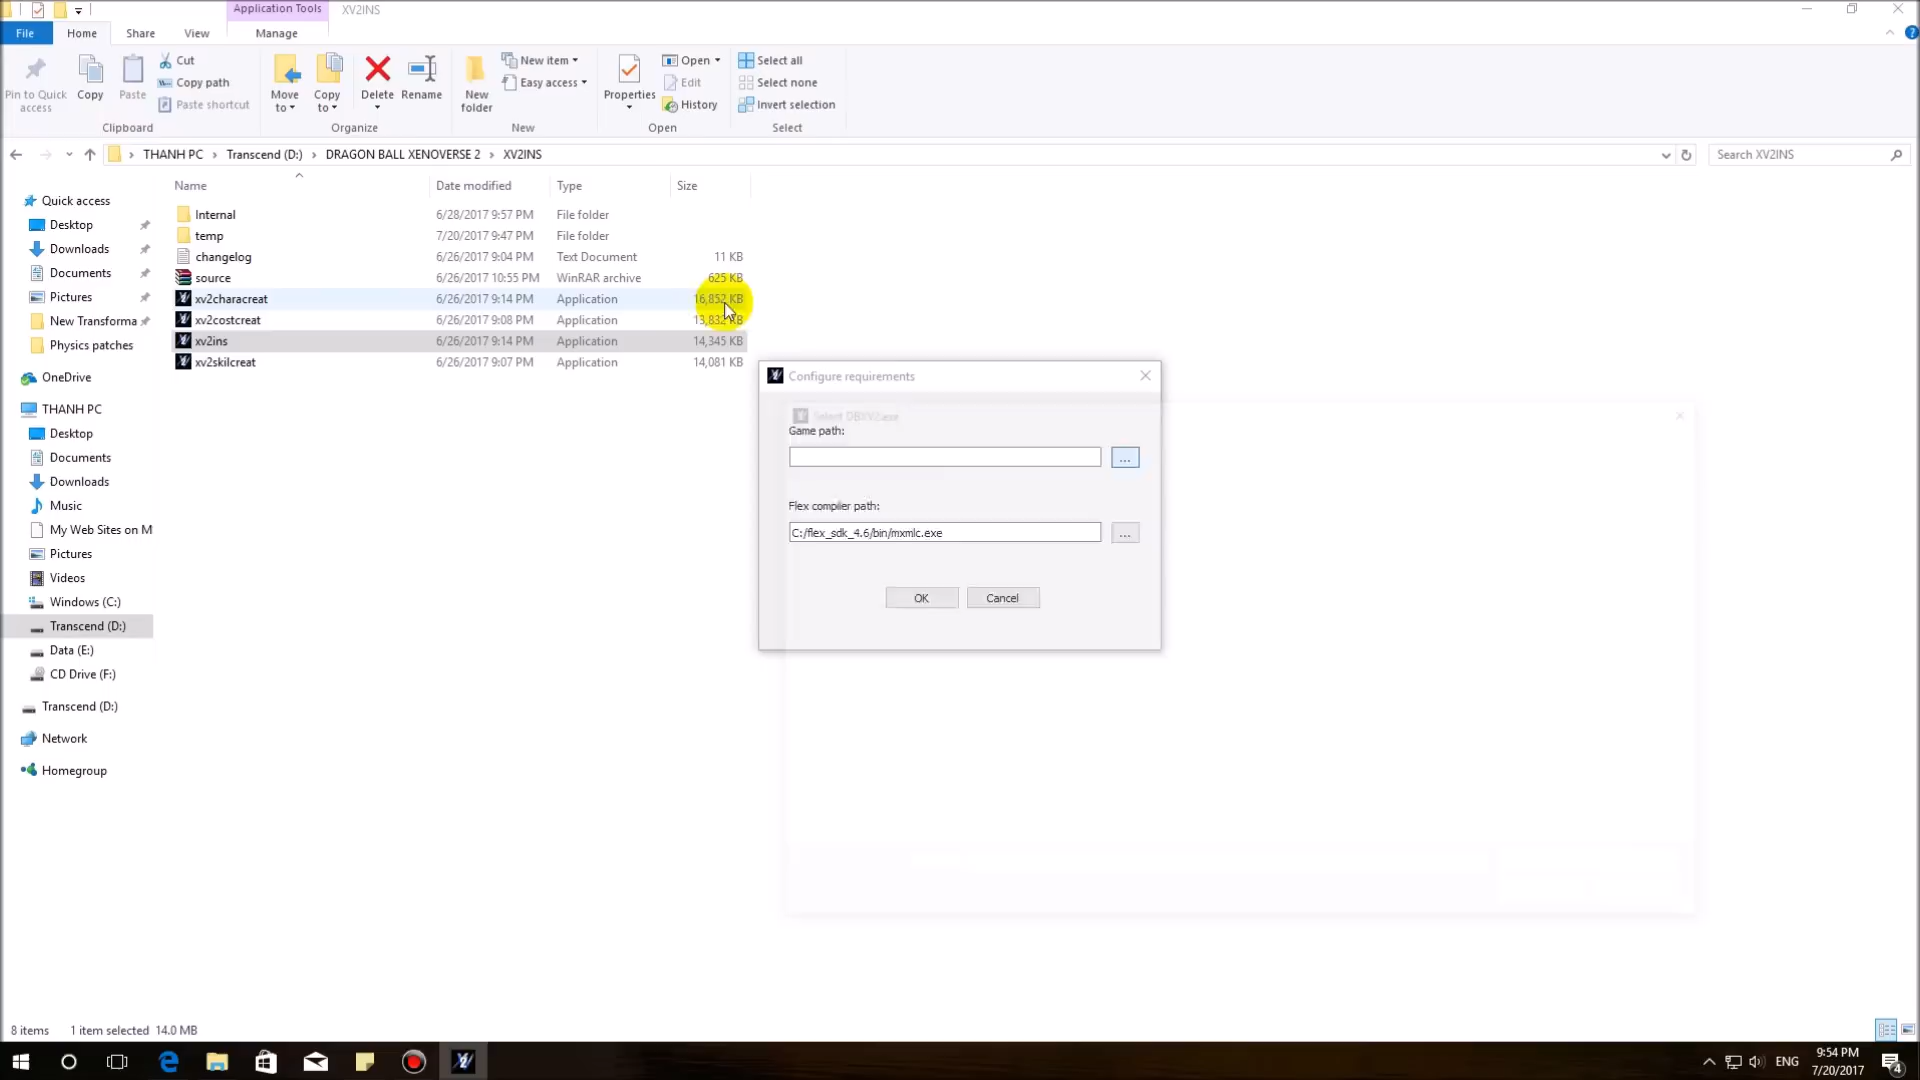 Application Tools
XV2INS
File
Home
Share
View
Manage
Pin to Quick access
Copy
Paste
Cut
Copy path
Paste shortcut
Clipboard
Move to
Copy to
Delete
Rename
Organize
New folder
New item
Easy access
New
Properties
Open
Edit
History
Open
Select all
Select none
Invert selection
Select
THANH PC
Transcend (D:)
DRAGON BALL XENOVERSE 2
XV2INS
Search XV2INS
Name
Date modified
Type
Size
Internal 6/28/2017 9:57 PM File folder
temp 7/20/2017 9:47 PM File folder
changelog 6/26/2017 9:04 PM Text Document 11 KB
source 6/26/2017 10:55 PM WinRAR archive 625 KB
xv2characreat 6/26/2017 9:14 PM Application 16,852 KB
xv2costcreat 6/26/2017 9:08 PM Application 13,832 KB
xv2ins 6/26/2017 9:14 PM Application 14,345 KB
xv2skilcreat 6/26/2017 9:07 PM Application 14,081 KB
Quick access
Desktop
Downloads
Documents
Pictures
New Transforma
Physics patches
OneDrive
THANH PC
Desktop
Documents
Downloads
Music
My Web Sites on M
Pictures
Videos
Windows (C:)
Transcend (D:)
Data (E:)
CD Drive (F:)
Transcend (D:)
Network
Homegroup
Configure requirements
Select DBXV2.exe
Game path:
...
Flex compiler path:
C:/flex_sdk_4.6/bin/mxmlc.exe
...
OK
Cancel
8 items
1 item selected 14.0 MB
ENG
9:54 PM
7/20/2017
4